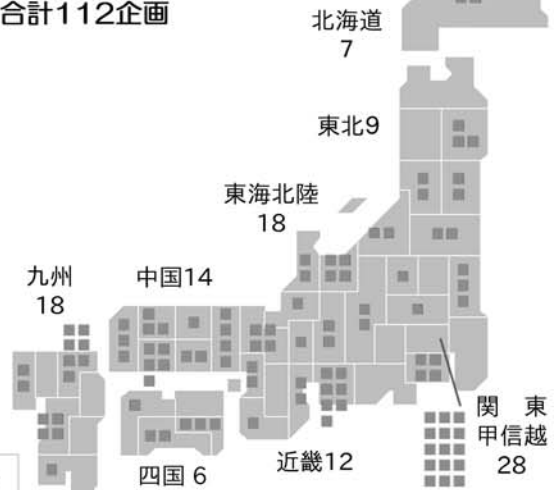 合計112企画
北海道
7
東北9
東海北陸
18
九州
18
中国14
関東
甲信越
28
近畿12
四国 6